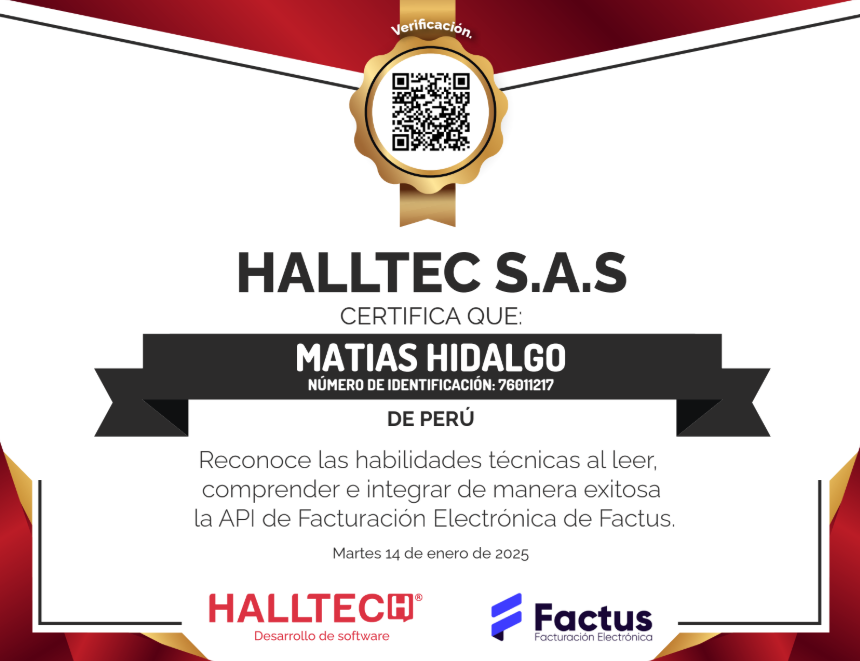 Verificación.
HALLTEC S.A.S
CERTIFICA QUE:
MATIAS HIDALGO
NÚMERO DE IDENTIFICACIÓN: 76011217
DE PERÚ
Reconoce las habilidades técnicas al leer,
comprender e integrar de manera exitosa
la API de Facturación Electrónica de Factus.
Martes 14 de enero de 2025
HALLTECH®
Desarrollo de software
Factus
Facturación Electrónica